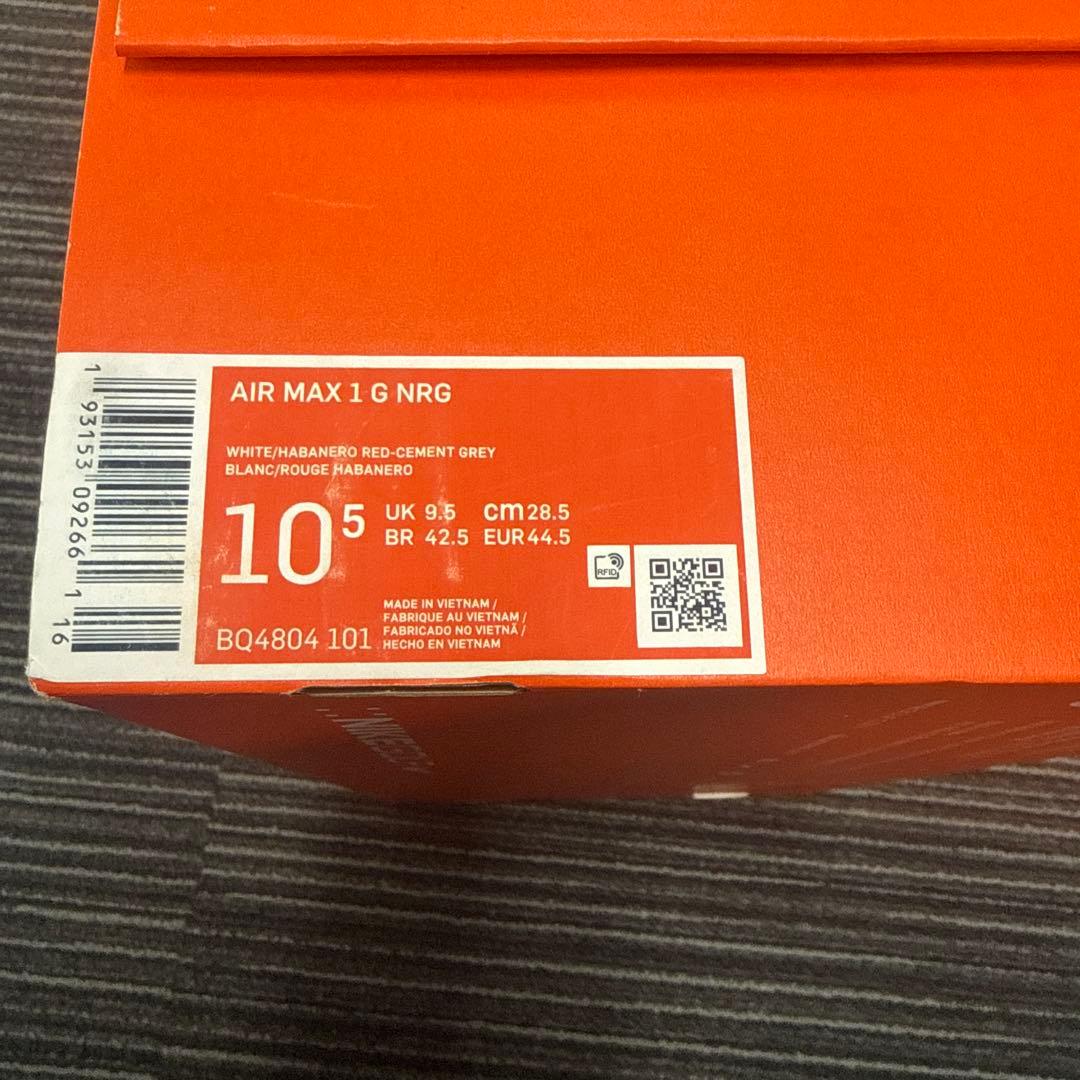 AIR MAX 1 G NRG
WHITE/HABANERO RED-CEMENT GREY
BLANC/ROUGE HABANERO
10 5
UK 9.5 cm 28.5
BR 42.5 EUR 44.5
RFID
MADE IN VIETNAM /
FABRIQUE AU VIETNAM /
FABRICADO NO VIETNÃ /
HECHO EN VIETNAM
BQ4804 101
1 93153 09266 1 16